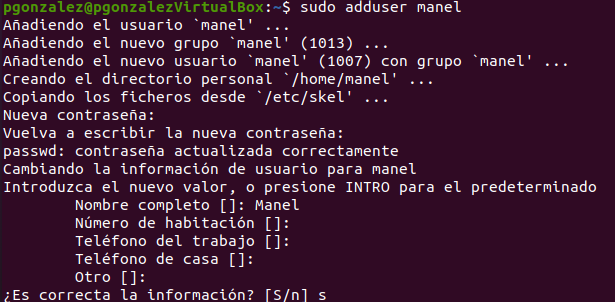 pgonzalez@pgonzalezVirtualBox:~$ sudo adduser manel
Añadiendo el usuario `manel' ...
Añadiendo el nuevo grupo `manel' (1013) ...
Añadiendo el nuevo usuario `manel' (1007) con grupo `manel' ...
Creando el directorio personal `/home/manel' ...
Copiando los ficheros desde `/etc/skel' ...
Nueva contraseña:
Vuelva a escribir la nueva contraseña:
passwd: contraseña actualizada correctamente
Cambiando la información de usuario para manel
Introduzca el nuevo valor, o presione INTRO para el predeterminado
Nombre completo []: Manel
Número de habitación []:
Teléfono del trabajo []:
Teléfono de casa []:
Otro []:
¿Es correcta la información? [S/n] s